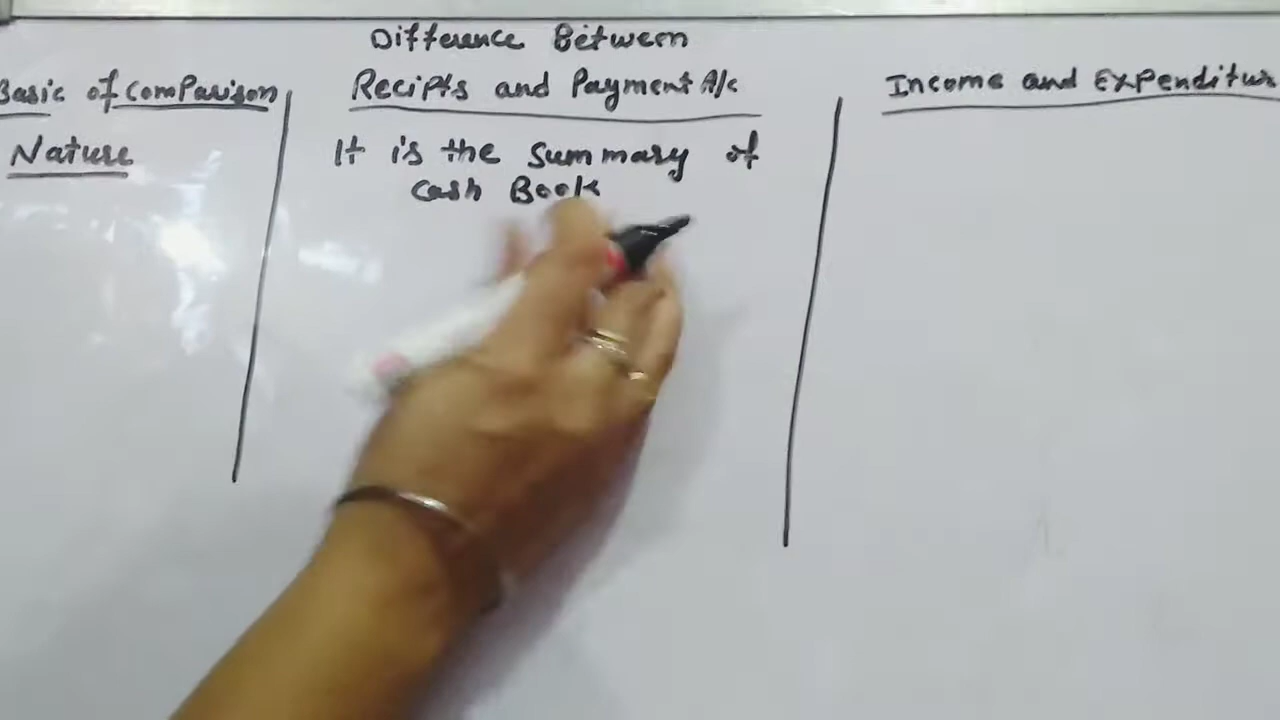 Difference Between
Basic of comParison
Recipts and Payment A/c
Income and Expenditur
Nature
It is the summary of
cash Book